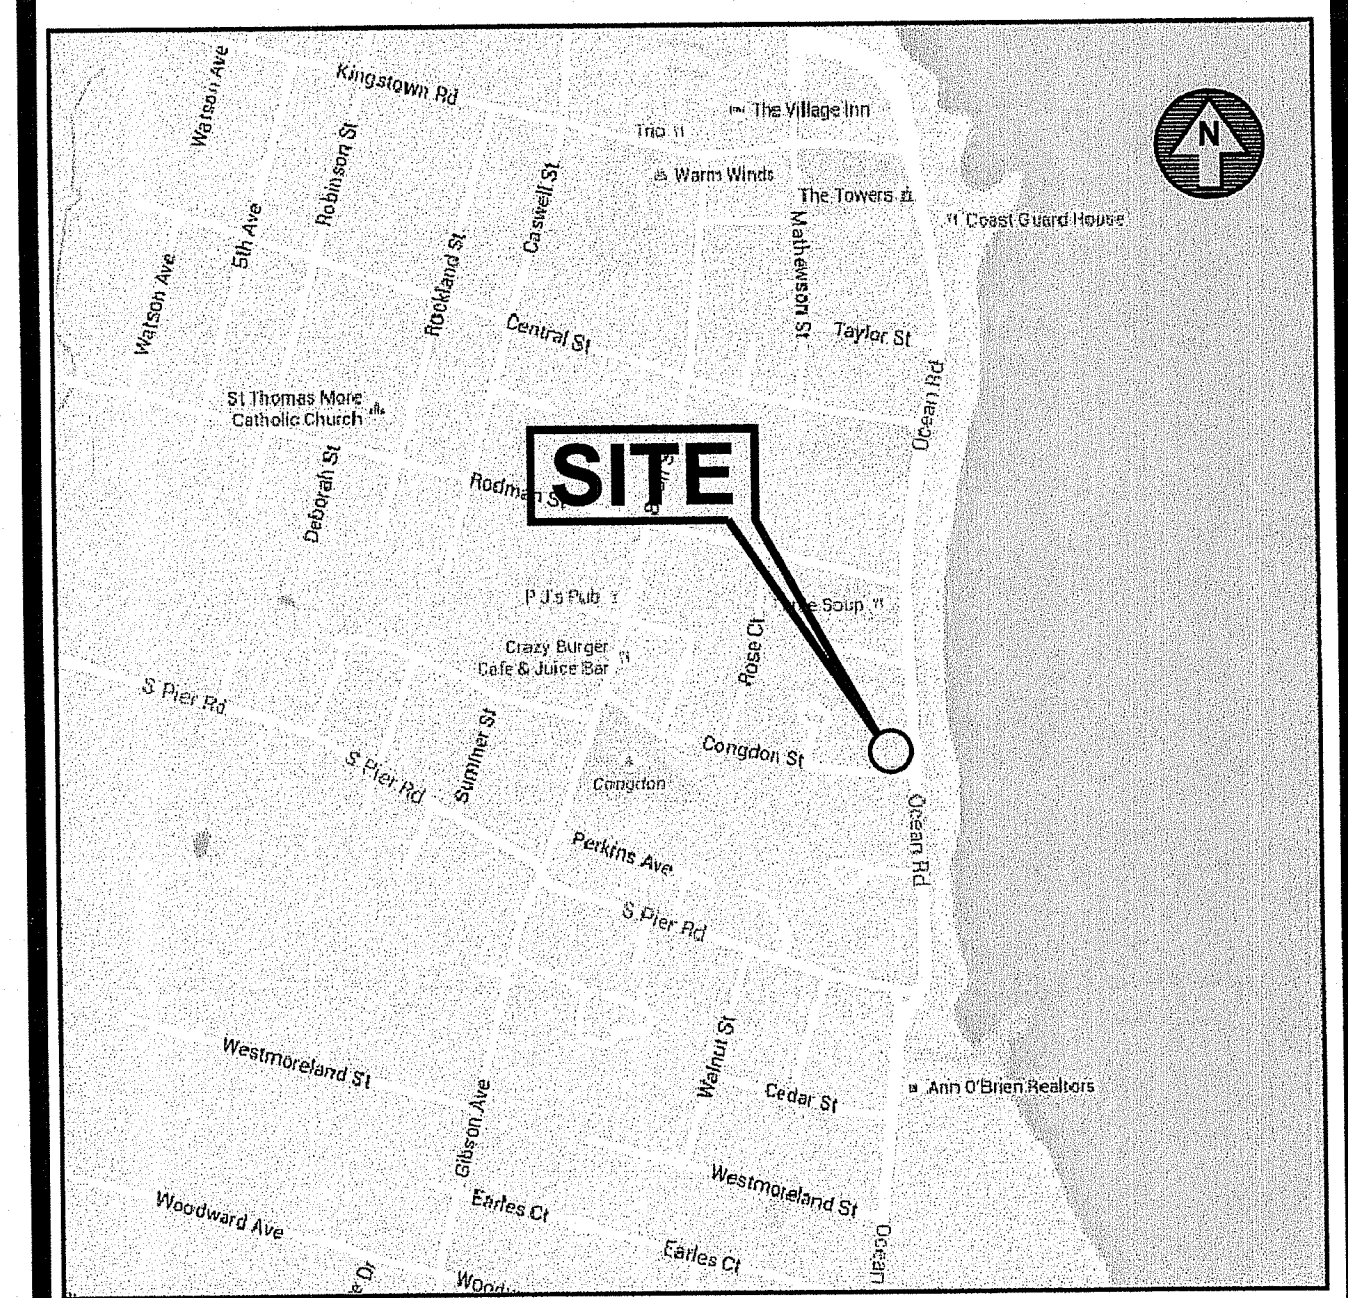 Watson Ave
Kingstown Rd
The Village Inn
Trio
N
Robinson St
Caswell St
Warm Winds
The Towers
Coast Guard House
5th Ave
Watson Ave
Rockland St
Mathewson St
Central St
Taylor St
Ocean Rd
St Thomas More
Catholic Church
SITE
Deborah St
Rodman St
PJ's Pub
Soup
Crazy Burger
Cafe & Juice Bar
Rose Ct
S Pier Rd
Summer St
Congdon St
S Pier Rd
Congdon
Ocean Rd
Perkins Ave
S Pier Rd
Westmoreland St
Walnut St
Cedar St
Ann O'Brien Realtors
Gibson Ave
Westmoreland St
Woodward Ave
Earles Ct
Earles Ct
Ocean
Dr